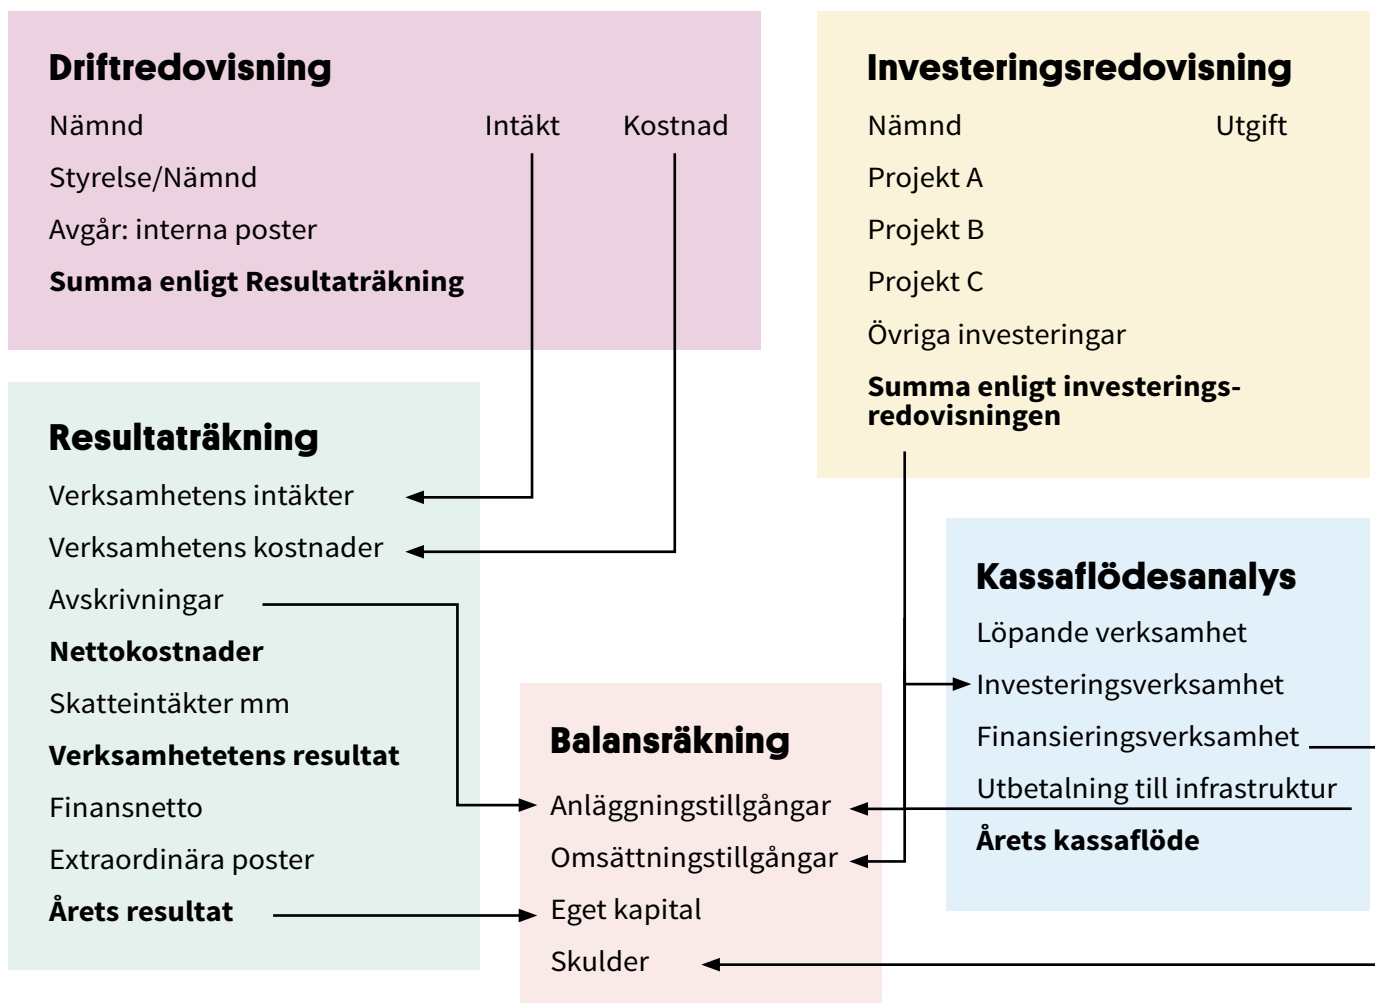 Driftredovisning
Nämnd Intäkt Kostnad
Styrelse/Nämnd
Avgår: interna poster
Summa enligt Resultaträkning
Investeringsredovisning
Nämnd Utgift
Projekt A
Projekt B
Projekt C
Övriga investeringar
Summa enligt investerings-
redovisningen
Resultaträkning
Verksamhetens intäkter
Verksamhetens kostnader
Avskrivningar
Nettokostnader
Skatteintäkter mm
Verksamhetetens resultat
Finansnetto
Extraordinära poster
Årets resultat
Balansräkning
Anläggningstillgångar
Omsättningstillgångar
Eget kapital
Skulder
Kassaflödesanalys
Löpande verksamhet
Investeringsverksamhet
Finansieringsverksamhet
Utbetalning till infrastruktur
Årets kassaflöde